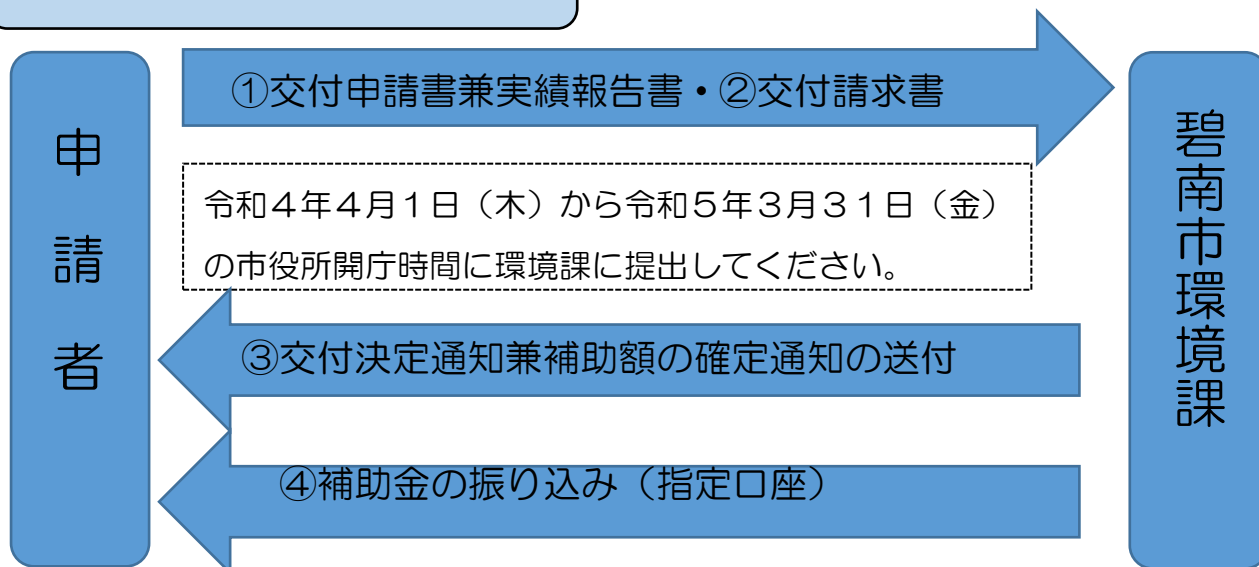 ①交付申請書兼実績報告書・②交付請求書
申請者
碧南市環境課
令和４年４月１日（木）から令和５年３月３１日（金）
の市役所開庁時間に環境課に提出してください。
③交付決定通知兼補助額の確定通知の送付
④補助金の振り込み（指定口座）